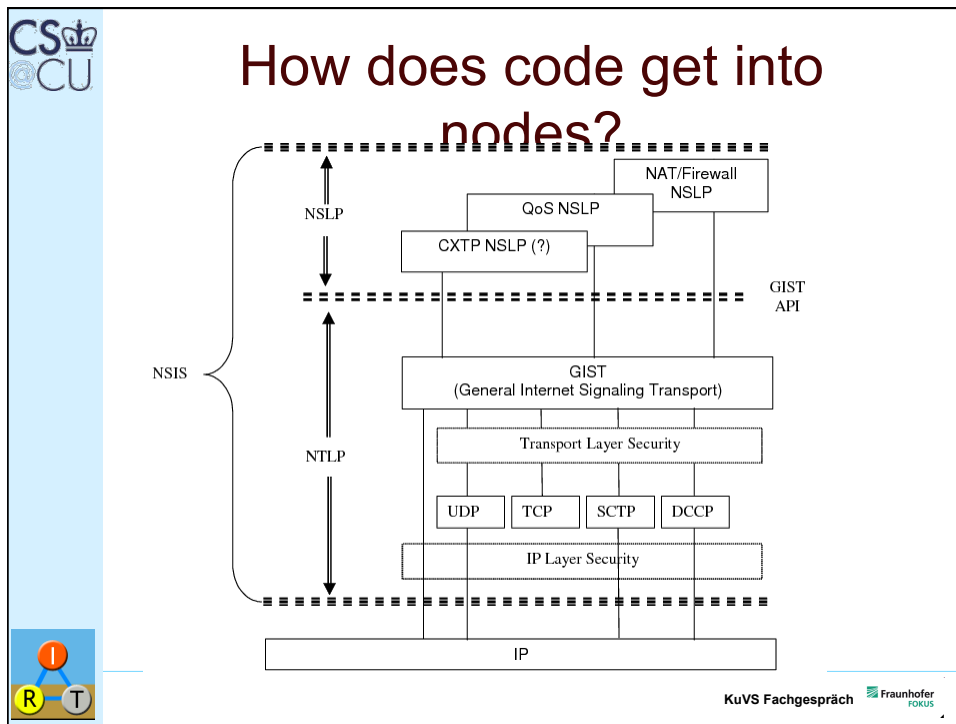 CS
@CU
How does code get into
nodes?
NAT/Firewall
NSLP
NSLP
QoS NSLP
CXTP NSLP (?)
GIST
API
NSIS
GIST
(General Internet Signaling Transport)
Transport Layer Security
NTLP
UDP
TCP
SCTP
DCCP
IP Layer Security
IP
I
R
T
KuVS Fachgespräch
Fraunhofer
FOKUS